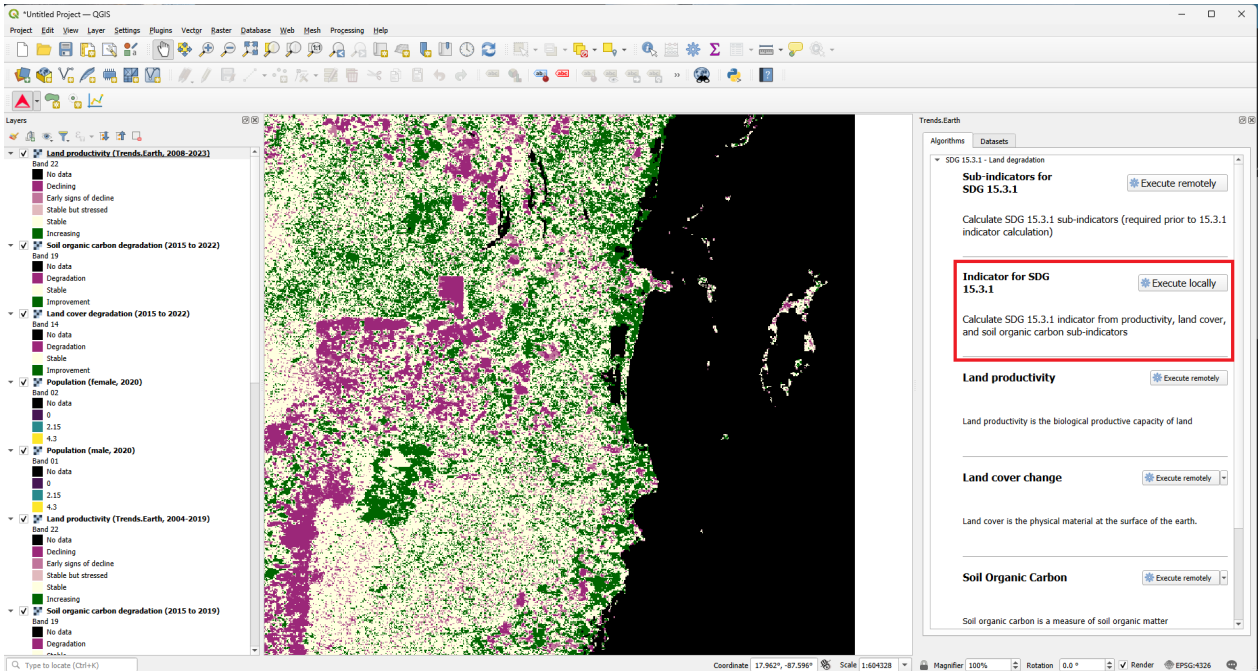 *Untitled Project — QGIS
Project Edit View Layer Settings Plugins Vector Raster Database Web Mesh Processing Help
Layers
Land productivity (Trends.Earth, 2008-2023)
Band 22
No data
Declining
Early signs of decline
Stable but stressed
Stable
Increasing
Soil organic carbon degradation (2015 to 2022)
Band 19
No data
Degradation
Stable
Improvement
Land cover degradation (2015 to 2022)
Band 14
No data
Degradation
Stable
Improvement
Population (female, 2020)
Band 02
No data
0
2.15
4.3
Population (male, 2020)
Band 01
No data
0
2.15
4.3
Land productivity (Trends.Earth, 2004-2019)
Band 22
No data
Declining
Early signs of decline
Stable but stressed
Stable
Increasing
Soil organic carbon degradation (2015 to 2019)
Band 19
No data
Degradation
Trends.Earth
Algorithms Datasets
SDG 15.3.1 - Land degradation
Sub-indicators for
SDG 15.3.1
Execute remotely
Calculate SDG 15.3.1 sub-indicators (required prior to 15.3.1
indicator calculation)
Indicator for SDG
15.3.1
Execute locally
Calculate SDG 15.3.1 indicator from productivity, land cover,
and soil organic carbon sub-indicators
Land productivity
Execute remotely
Land productivity is the biological productive capacity of land
Land cover change
Execute remotely
Land cover is the physical material at the surface of the earth.
Soil Organic Carbon
Execute remotely
Soil organic carbon is a measure of soil organic matter
Type to locate (Ctrl+K)
Coordinate 17.962°, -87.596° Scale 1:604328 Magnifier 100% Rotation 0.0 ° Render EPSG:4326